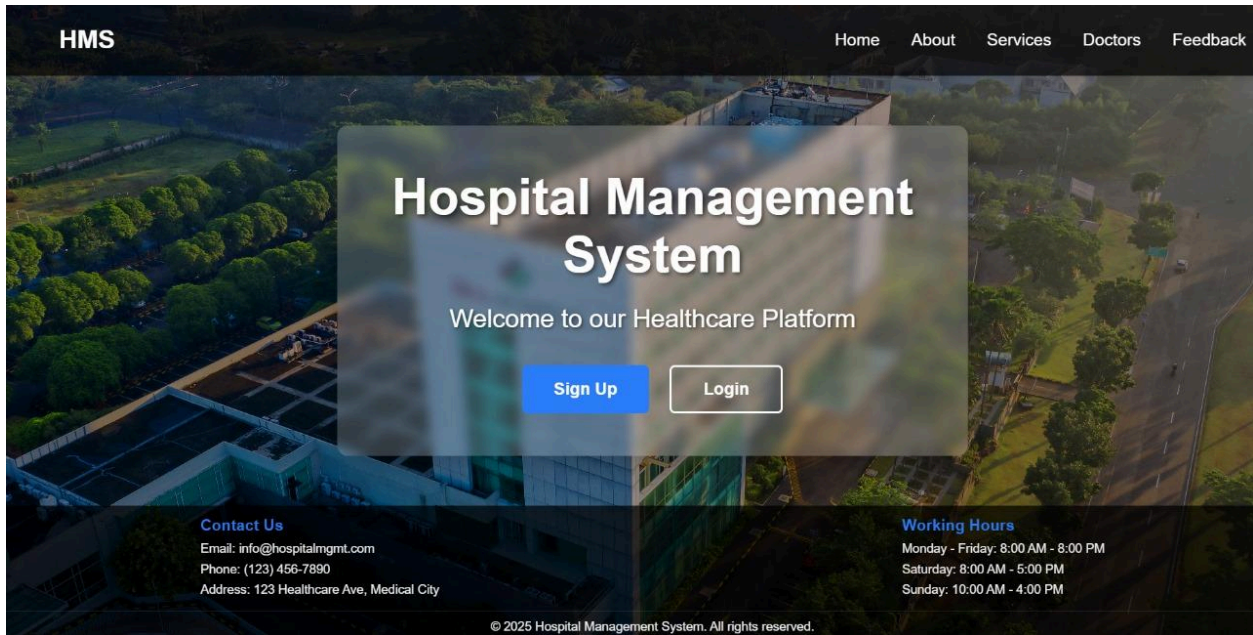 HMS
Home About Services Doctors Feedback
Hospital Management
System
Welcome to our Healthcare Platform
Sign Up Login
Contact Us
Email: info@hospitalmgmt.com
Phone: (123) 456-7890
Address: 123 Healthcare Ave, Medical City
Working Hours
Monday - Friday: 8:00 AM - 8:00 PM
Saturday: 8:00 AM - 5:00 PM
Sunday: 10:00 AM - 4:00 PM
© 2025 Hospital Management System. All rights reserved.